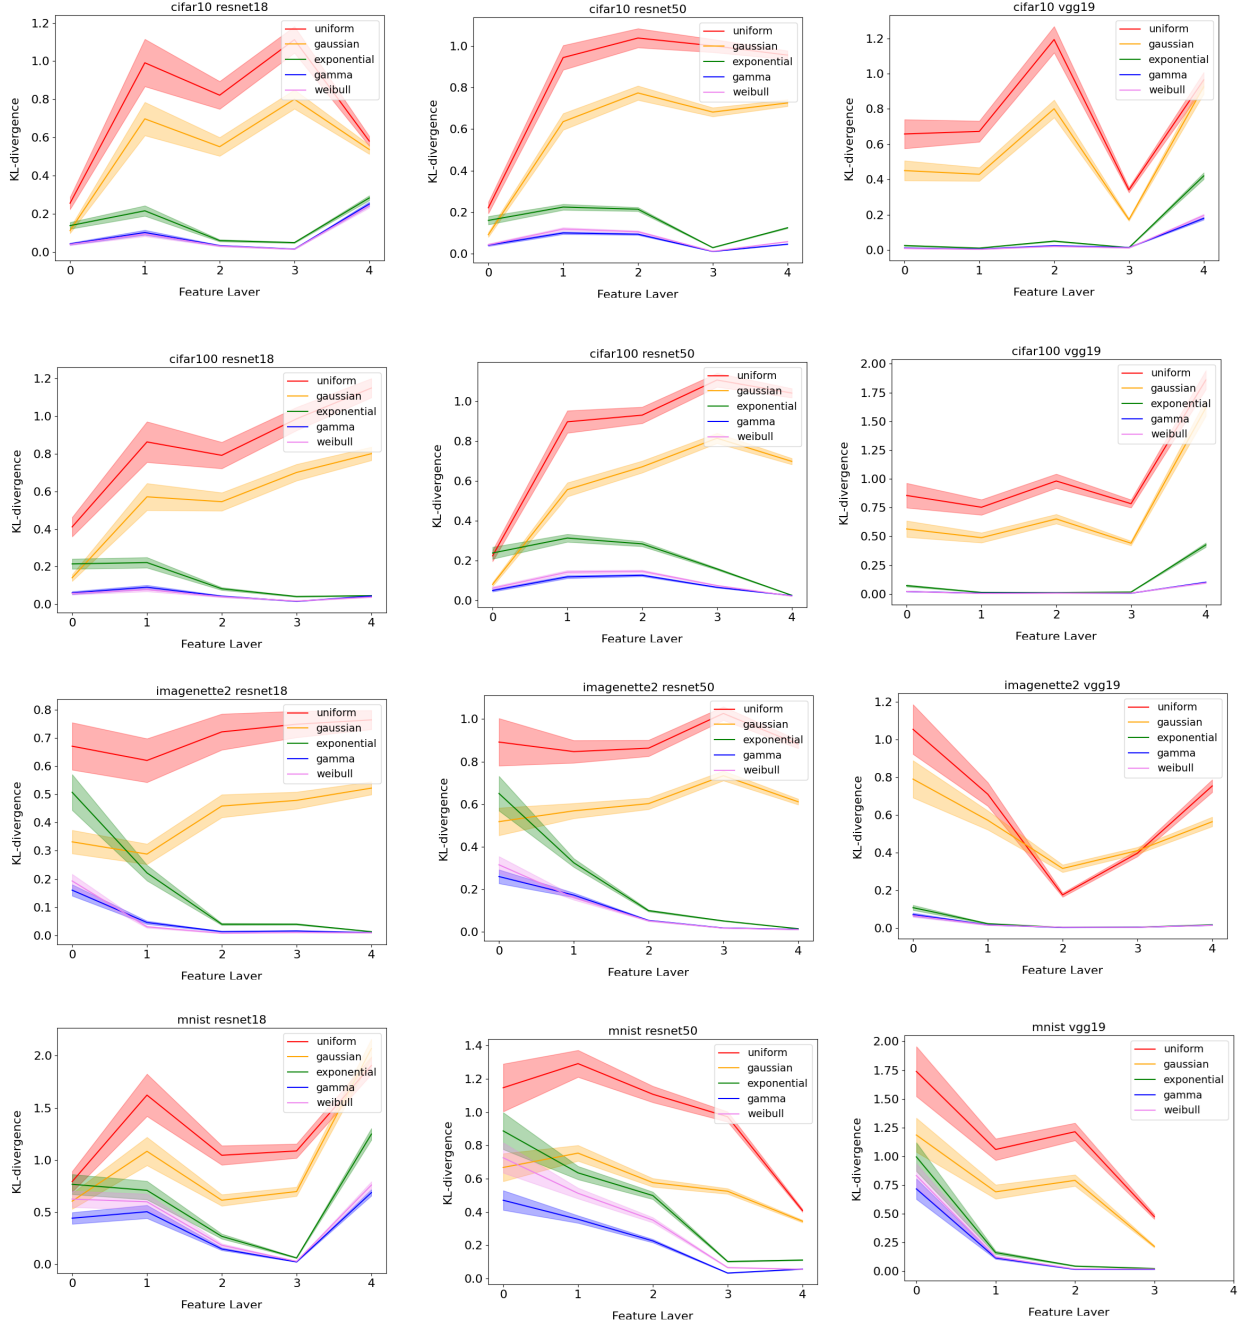 cifar10 resnet18
KL-divergence
1.2
1.0
0.8
0.6
0.4
0.2
0.0
uniform
gaussian
exponential
gamma
weibull
0 1 2 3 4
Feature Layer
cifar10 resnet50
KL-divergence
1.0
0.8
0.6
0.4
0.2
0.0
uniform
gaussian
exponential
gamma
weibull
0 1 2 3 4
Feature Layer
cifar10 vgg19
KL-divergence
1.2
1.0
0.8
0.6
0.4
0.2
0.0
uniform
gaussian
exponential
gamma
weibull
0 1 2 3 4
Feature Layer
cifar100 resnet18
KL-divergence
1.2
1.0
0.8
0.6
0.4
0.2
0.0
uniform
gaussian
exponential
gamma
weibull
0 1 2 3 4
Feature Layer
cifar100 resnet50
KL-divergence
1.0
0.8
0.6
0.4
0.2
0.0
uniform
gaussian
exponential
gamma
weibull
0 1 2 3 4
Feature Layer
cifar100 vgg19
KL-divergence
2.00
1.75
1.50
1.25
1.00
0.75
0.50
0.25
0.00
uniform
gaussian
exponential
gamma
weibull
0 1 2 3 4
Feature Layer
imagenette2 resnet18
KL-divergence
0.8
0.7
0.6
0.5
0.4
0.3
0.2
0.1
0.0
uniform
gaussian
exponential
gamma
weibull
0 1 2 3 4
Feature Layer
imagenette2 resnet50
KL-divergence
1.0
0.8
0.6
0.4
0.2
0.0
uniform
gaussian
exponential
gamma
weibull
0 1 2 3 4
Feature Layer
imagenette2 vgg19
KL-divergence
1.2
1.0
0.8
0.6
0.4
0.2
0.0
uniform
gaussian
exponential
gamma
weibull
0 1 2 3 4
Feature Layer
mnist resnet18
KL-divergence
2.0
1.5
1.0
0.5
0.0
uniform
gaussian
exponential
gamma
weibull
0 1 2 3 4
Feature Layer
mnist resnet50
KL-divergence
1.4
1.2
1.0
0.8
0.6
0.4
0.2
0.0
uniform
gaussian
exponential
gamma
weibull
0 1 2 3 4
Feature Layer
mnist vgg19
KL-divergence
2.00
1.75
1.50
1.25
1.00
0.75
0.50
0.25
0.00
uniform
gaussian
exponential
gamma
weibull
0 1 2 3 4
Feature Layer